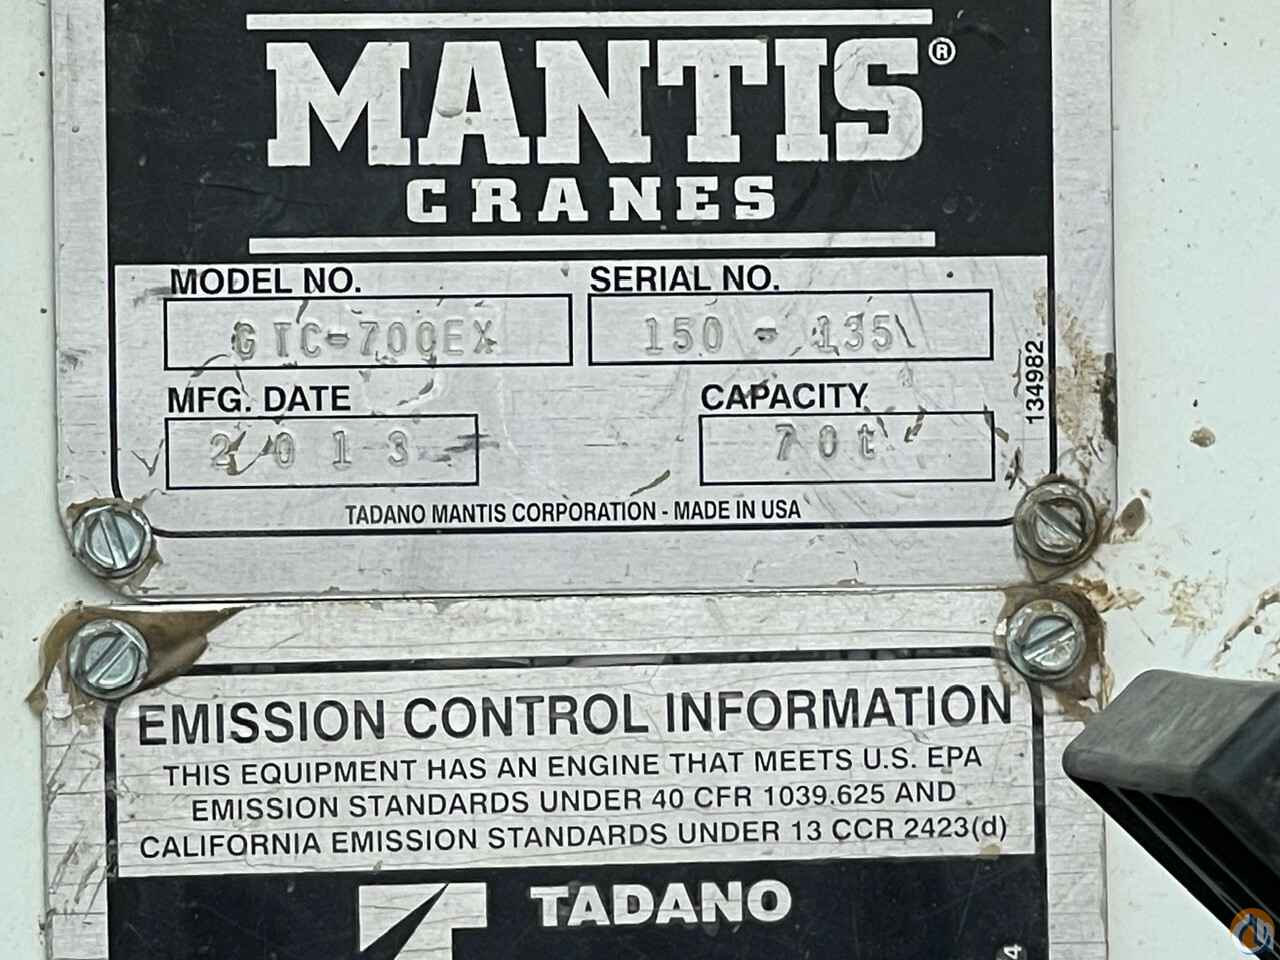 MANTIS®
CRANES
MODEL NO. SERIAL NO.
GTC-700EX 150 - 135
MFG. DATE CAPACITY
2013 70t
134982
TADANO MANTIS CORPORATION - MADE IN USA
EMISSION CONTROL INFORMATION
THIS EQUIPMENT HAS AN ENGINE THAT MEETS U.S. EPA
EMISSION STANDARDS UNDER 40 CFR 1039.625 AND
CALIFORNIA EMISSION STANDARDS UNDER 13 CCR 2423(d)
TADANO